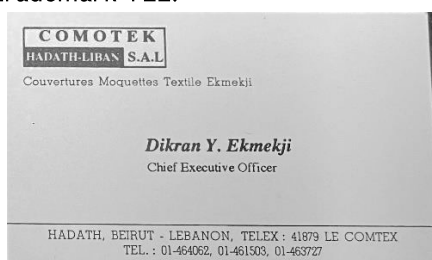 COMOTEK
HADATH-LIBAN S.A.L
Couvertures Moquettes Textile Ekmekji
Dikran Y. Ekmekji
Chief Executive Officer
HADATH, BEIRUT - LEBANON, TELEX : 41879 LE COMTEX
TEL. : 01-464062, 01-461503, 01-463727